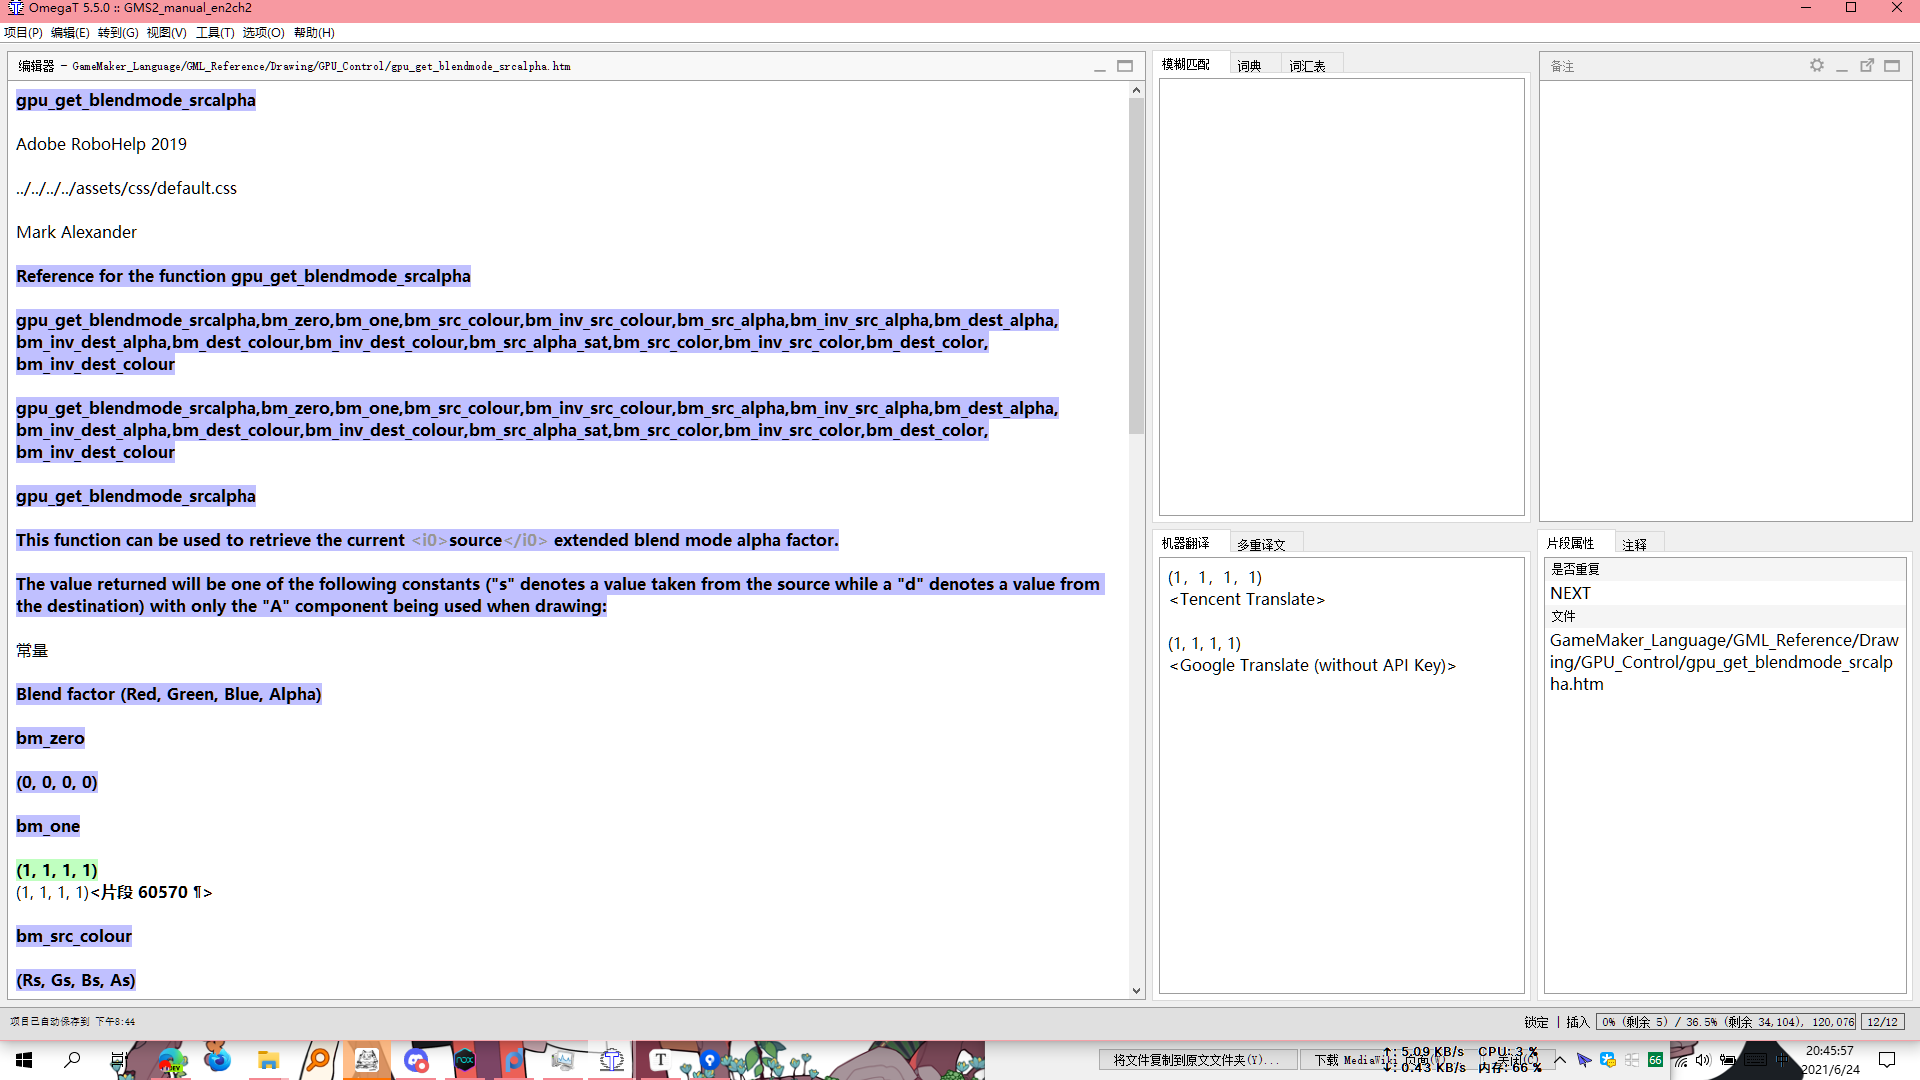 OmegaT 5.5.0 :: GMS2_manual_en2ch2
项目(P) 编辑(E) 转到(G) 视图(V) 工具(T) 选项(O) 帮助(H)
编辑器 - GameMaker_Language/GML_Reference/Drawing/GPU_Control/gpu_get_blendmode_srcalpha.htm
gpu_get_blendmode_srcalpha
Adobe RoboHelp 2019
../../../../assets/css/default.css
Mark Alexander
Reference for the function gpu_get_blendmode_srcalpha
gpu_get_blendmode_srcalpha,bm_zero,bm_one,bm_src_colour,bm_inv_src_colour,bm_src_alpha,bm_inv_src_alpha,bm_dest_alpha,
bm_inv_dest_alpha,bm_dest_colour,bm_inv_dest_colour,bm_src_alpha_sat,bm_src_color,bm_inv_src_color,bm_dest_color,
bm_inv_dest_colour
gpu_get_blendmode_srcalpha,bm_zero,bm_one,bm_src_colour,bm_inv_src_colour,bm_src_alpha,bm_inv_src_alpha,bm_dest_alpha,
bm_inv_dest_alpha,bm_dest_colour,bm_inv_dest_colour,bm_src_alpha_sat,bm_src_color,bm_inv_src_color,bm_dest_color,
bm_inv_dest_colour
gpu_get_blendmode_srcalpha
This function can be used to retrieve the current <i0>source</i0> extended blend mode alpha factor.
The value returned will be one of the following constants ("s" denotes a value taken from the source while a "d" denotes a value from
the destination) with only the "A" component being used when drawing:
常量
Blend factor (Red, Green, Blue, Alpha)
bm_zero
(0, 0, 0, 0)
bm_one
(1, 1, 1, 1)
(1, 1, 1, 1)<片段 60570 ¶>
bm_src_colour
(Rs, Gs, Bs, As)
模糊匹配 词典 词汇表
备注
机器翻译 多重译文
(1，1，1，1)
<Tencent Translate>
(1, 1, 1, 1)
<Google Translate (without API Key)>
片段属性 注释
是否重复
NEXT
文件
GameMaker_Language/GML_Reference/Draw
ing/GPU_Control/gpu_get_blendmode_srcalp
ha.htm
项目已自动保存到 下午8:44
锁定 | 插入 0% (剩余 5) / 36.5% (剩余 34,104), 120,076 12/12
DEV
nox
T
将文件复制到原文文件夹(Y)...
下载 MediaWiki 页面(W)...
关闭(C)
↑: 5.09 KB/s CPU: 3 %
↓: 0.43 KB/s 内存: 66 %
66
中
20:45:57
2021/6/24